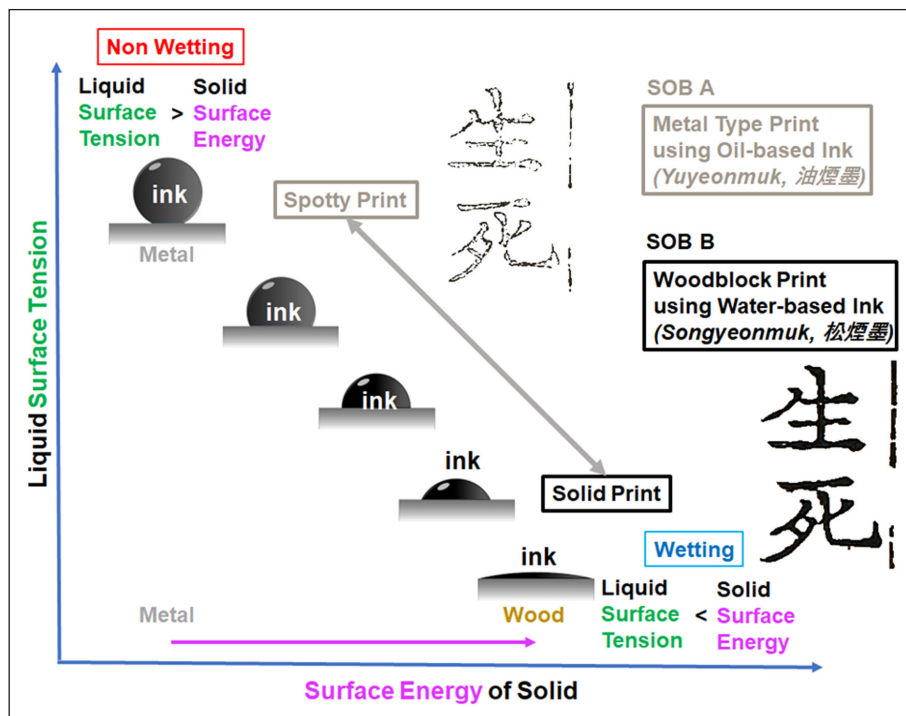 Non Wetting
Liquid Surface Tension
>
Solid Surface Energy
ink
Metal
Spotty Print
生
死
SOB A
Metal Type Print
using Oil-based Ink
(Yuyeonmuk, 油煙墨)
SOB B
Woodblock Print
using Water-based Ink
(Songyeonmuk, 松煙墨)
ink
ink
ink
Solid Print
生
死
ink
Wood
Wetting
Liquid Surface Tension
<
Solid Surface Energy
Metal
Liquid Surface Tension
Surface Energy of Solid